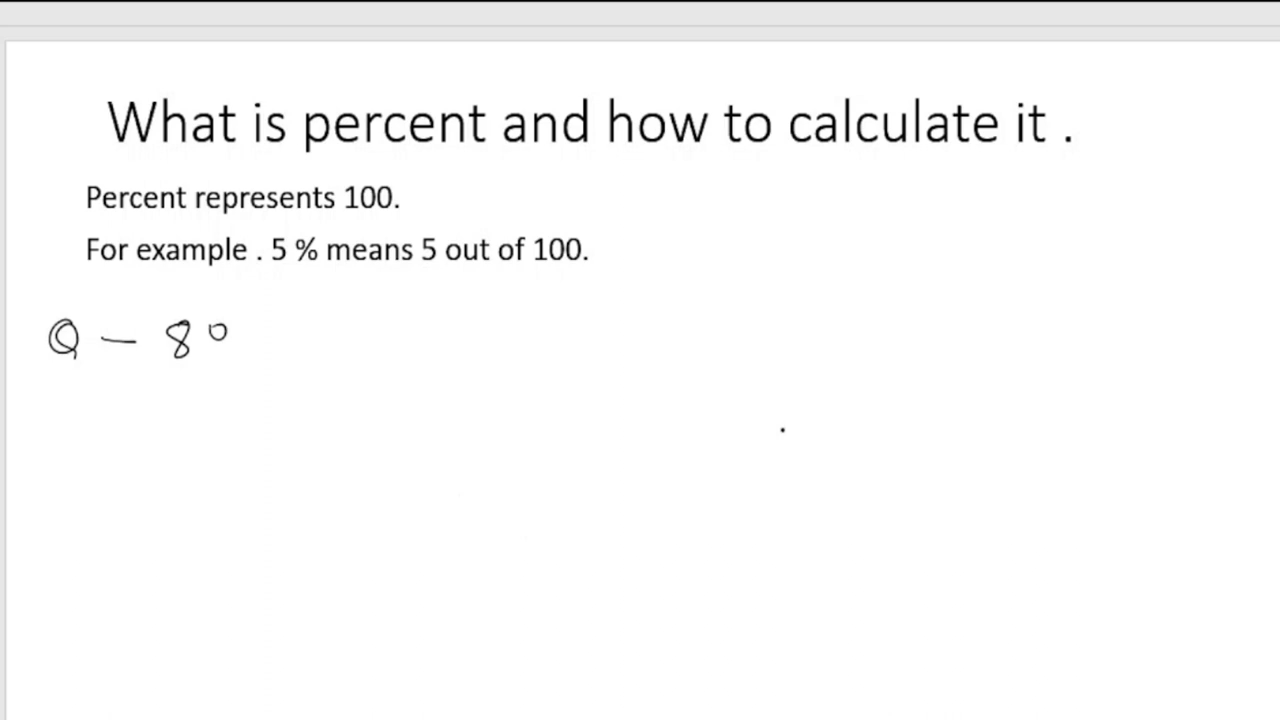 What is percent and how to calculate it .
Percent represents 100.
For example . 5 % means 5 out of 100.
Q — 80